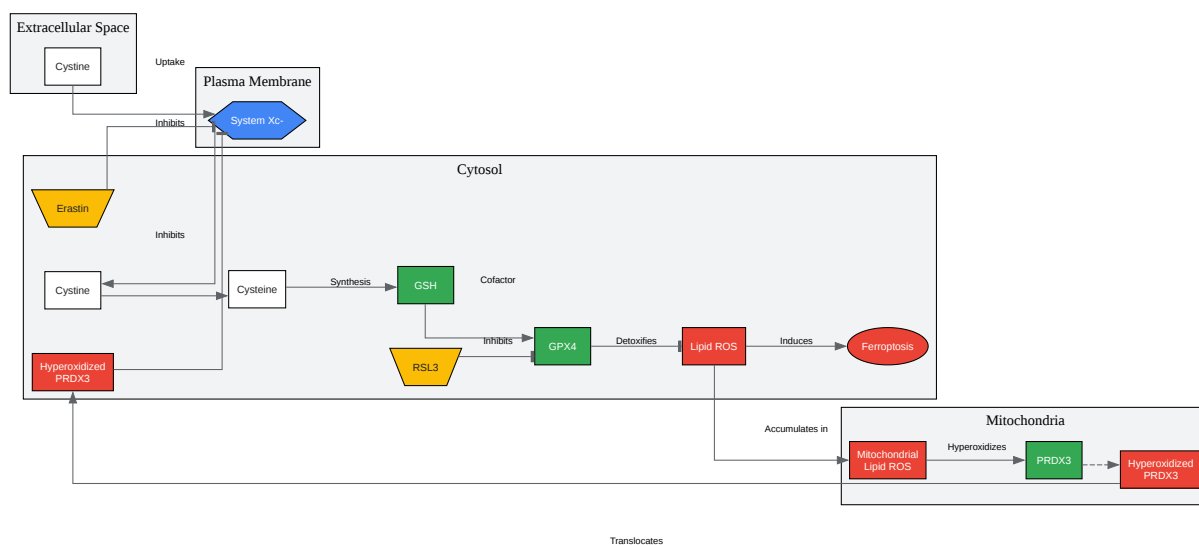 Extracellular Space
Cystine
Uptake
Plasma Membrane
System Xc-
Inhibits
Cytosol
Erastin
Inhibits
Cystine
Cysteine
Synthesis
GSH
Cofactor
Inhibits
GPX4
Detoxifies
Lipid ROS
Induces
Ferroptosis
RSL3
Hyperoxidized
PRDX3
Accumulates in
Mitochondria
Mitochondrial
Lipid ROS
Hyperoxidizes
PRDX3
Hyperoxidized
PRDX3
Translocates